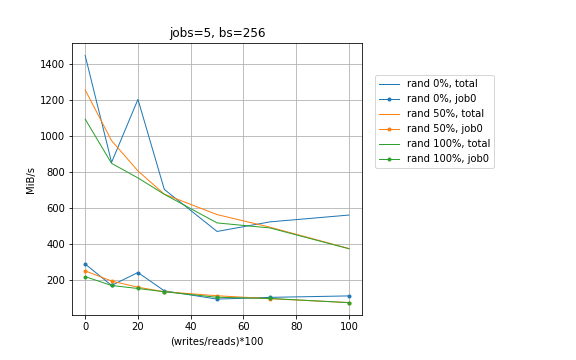 jobs=5, bs=256
MiB/s
1400
1200
1000
800
600
400
200
0
20
40
60
80
100
(writes/reads)*100
rand 0%, total
rand 0%, job0
rand 50%, total
rand 50%, job0
rand 100%, total
rand 100%, job0